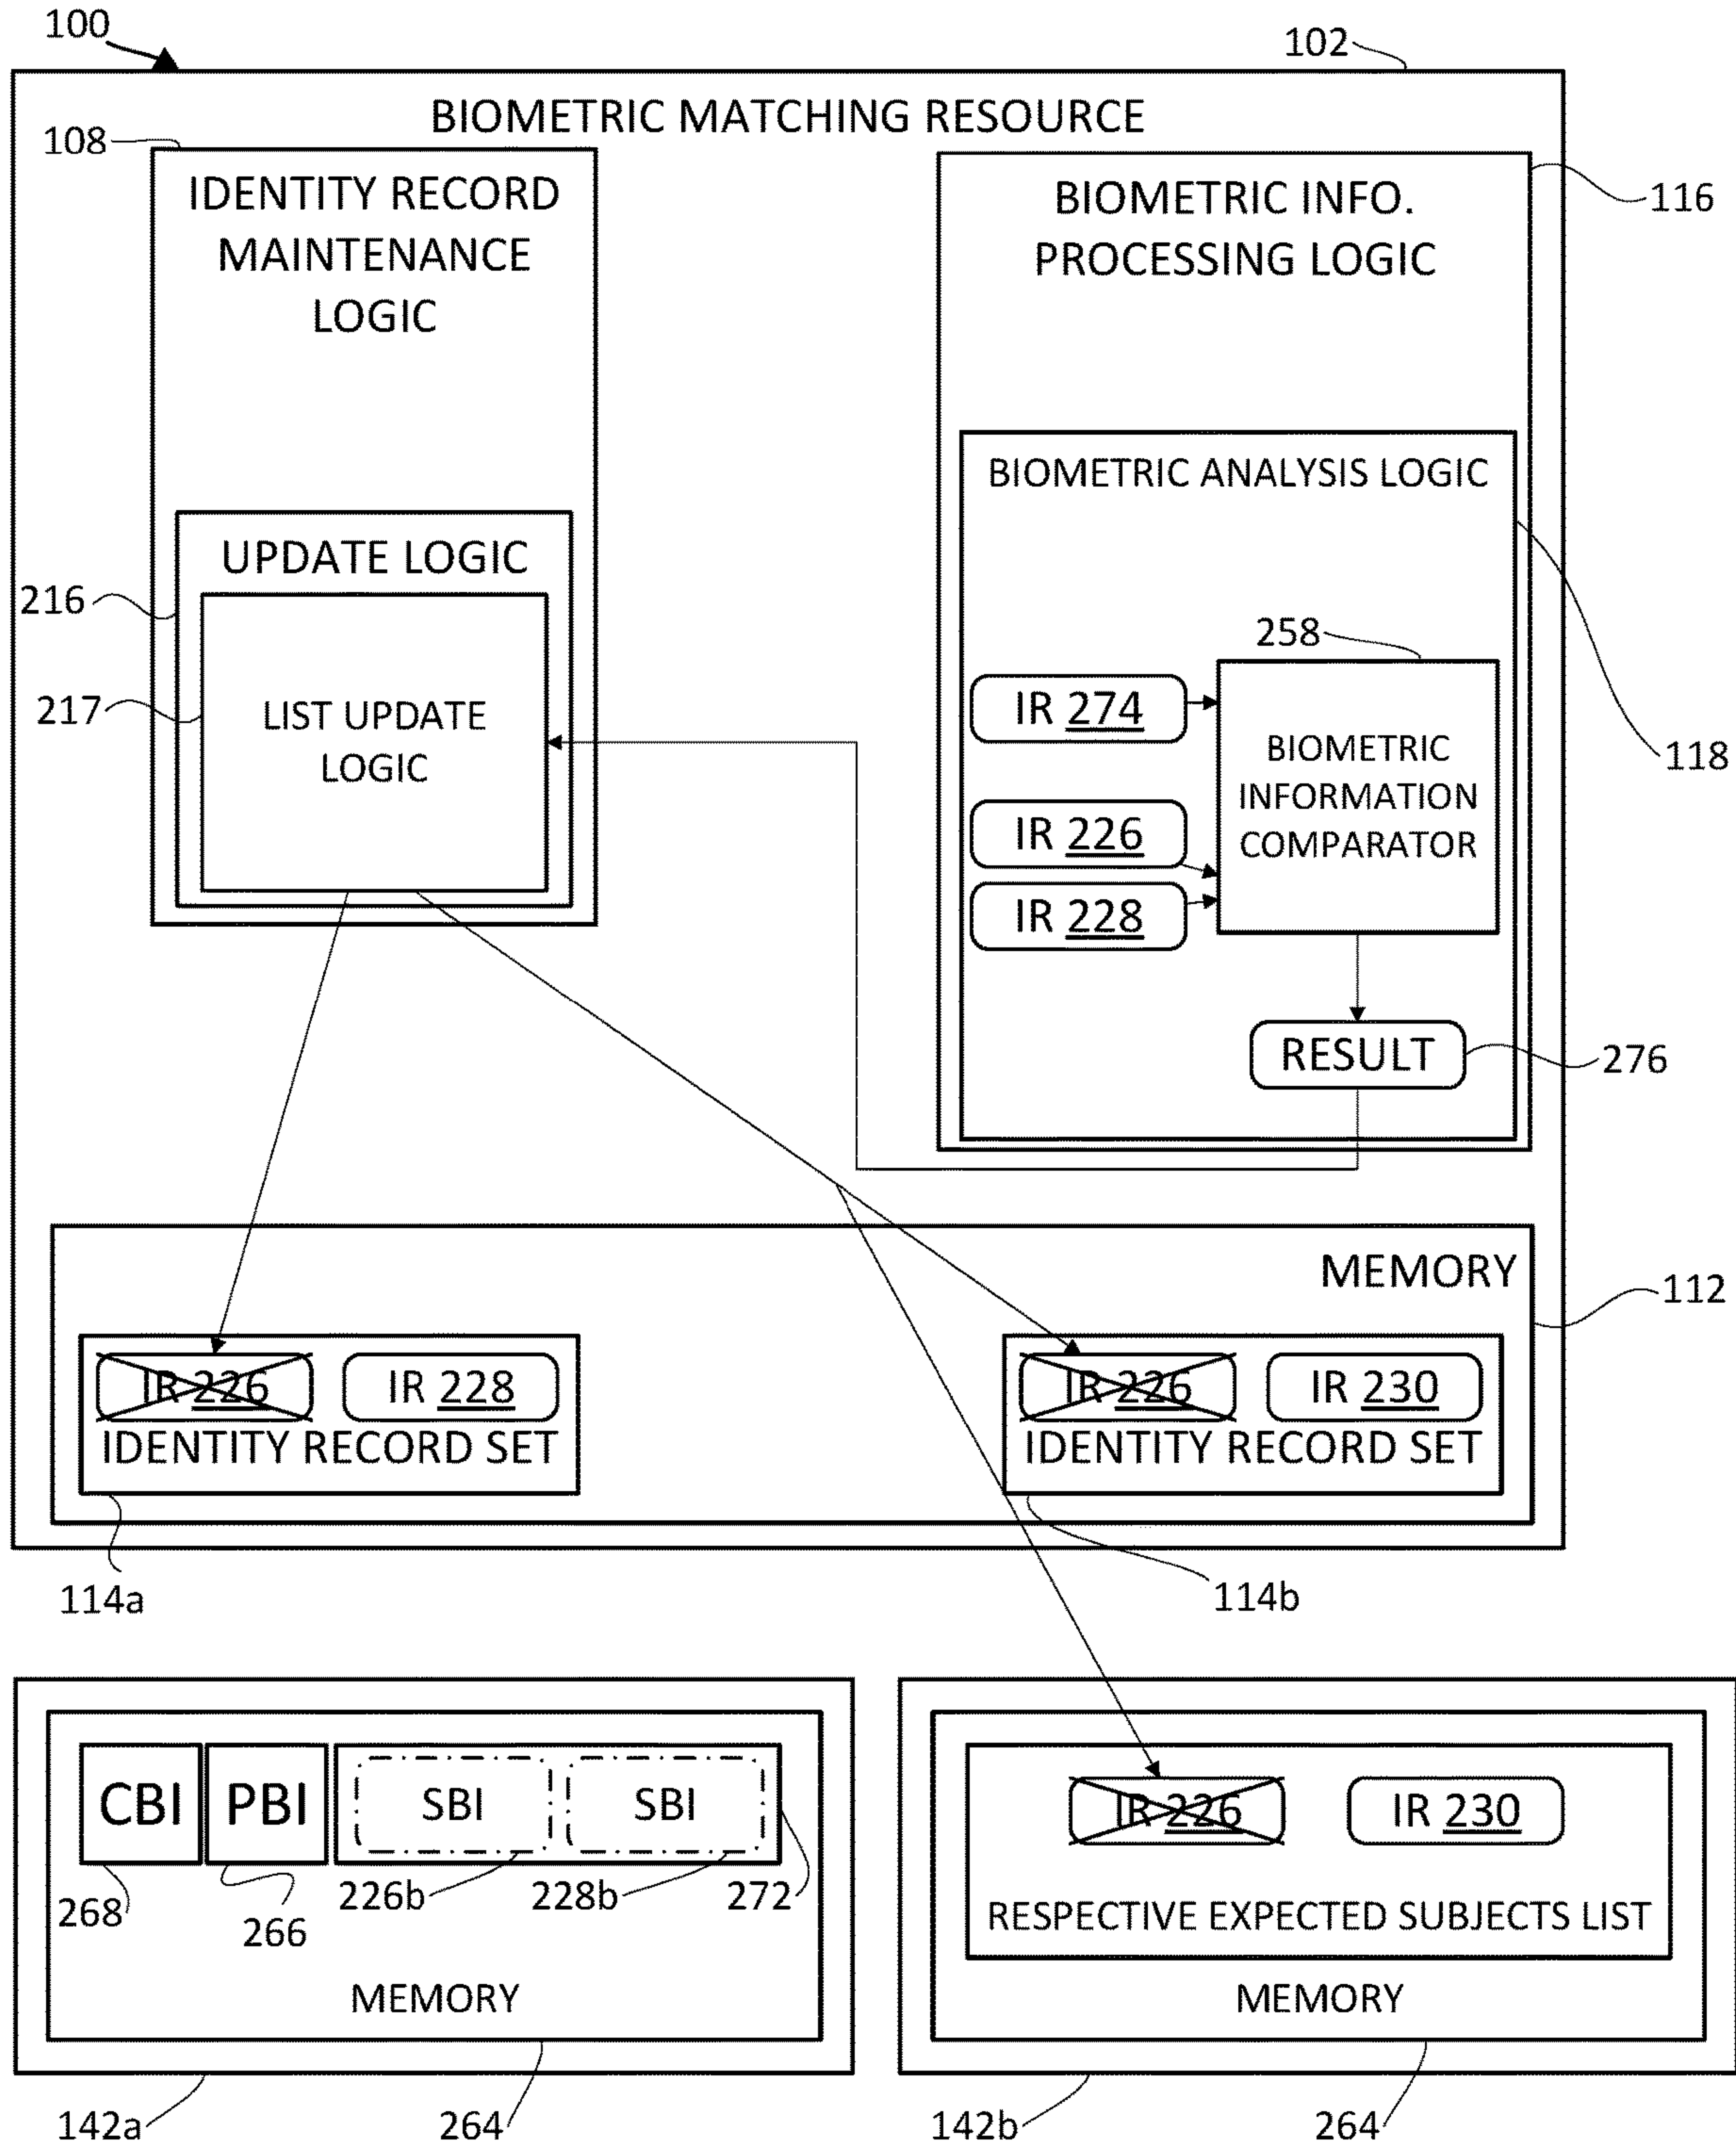 100
102
BIOMETRIC MATCHING RESOURCE
108
IDENTITY RECORD
MAINTENANCE
LOGIC
BIOMETRIC INFO.
PROCESSING LOGIC
116
BIOMETRIC ANALYSIS LOGIC
UPDATE LOGIC
216
217
LIST UPDATE
LOGIC
258
IR 274
IR 226
IR 228
BIOMETRIC
INFORMATION
COMPARATOR
118
RESULT
276
MEMORY
112
IR 226
IR 228
IDENTITY RECORD SET
IR 226
IR 230
IDENTITY RECORD SET
114a
114b
CBI
PBI
SBI
SBI
268
266
226b
228b
272
MEMORY
IR 226
IR 230
RESPECTIVE EXPECTED SUBJECTS LIST
MEMORY
142a
264
142b
264